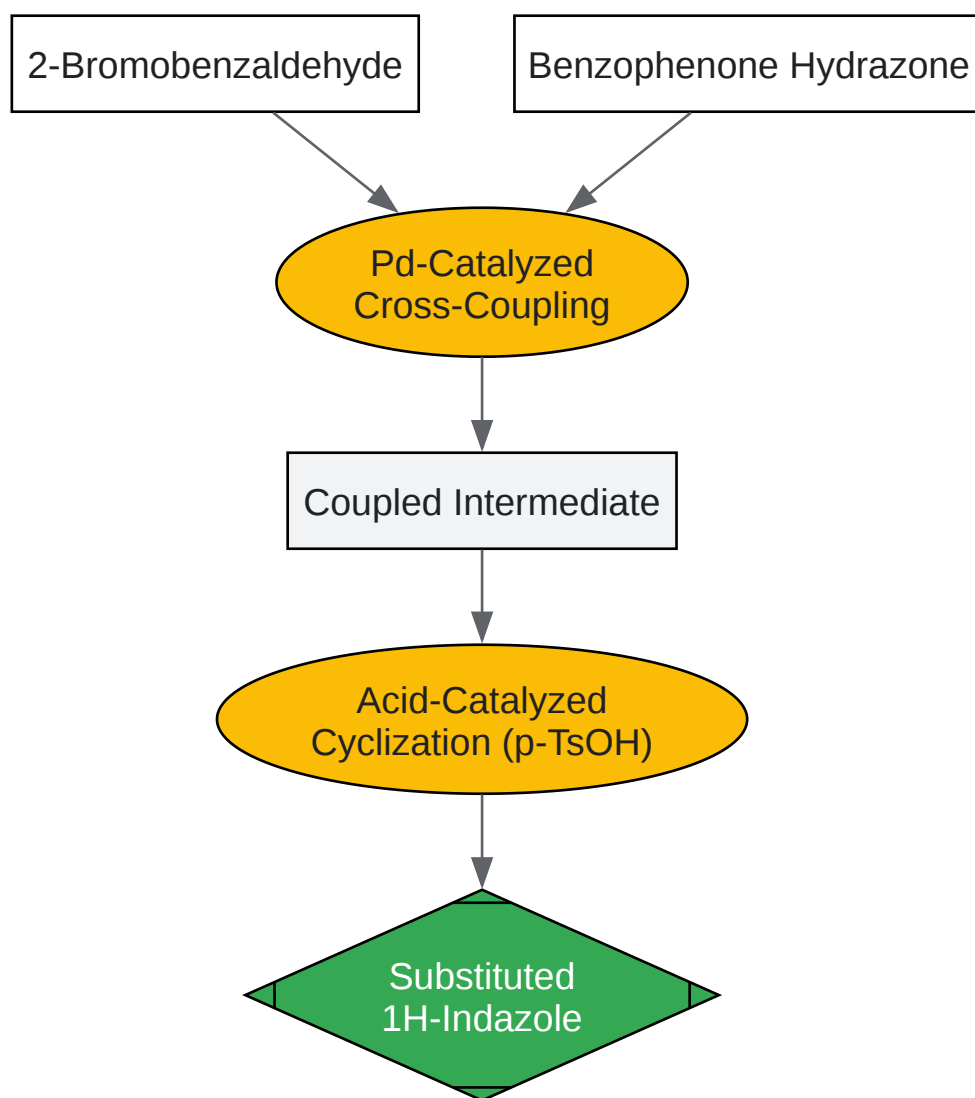 2-Bromobenzaldehyde
Benzophenone Hydrazone
Pd-Catalyzed
Cross-Coupling
Coupled Intermediate
Acid-Catalyzed
Cyclization (p-TsOH)
Substituted
1H-Indazole